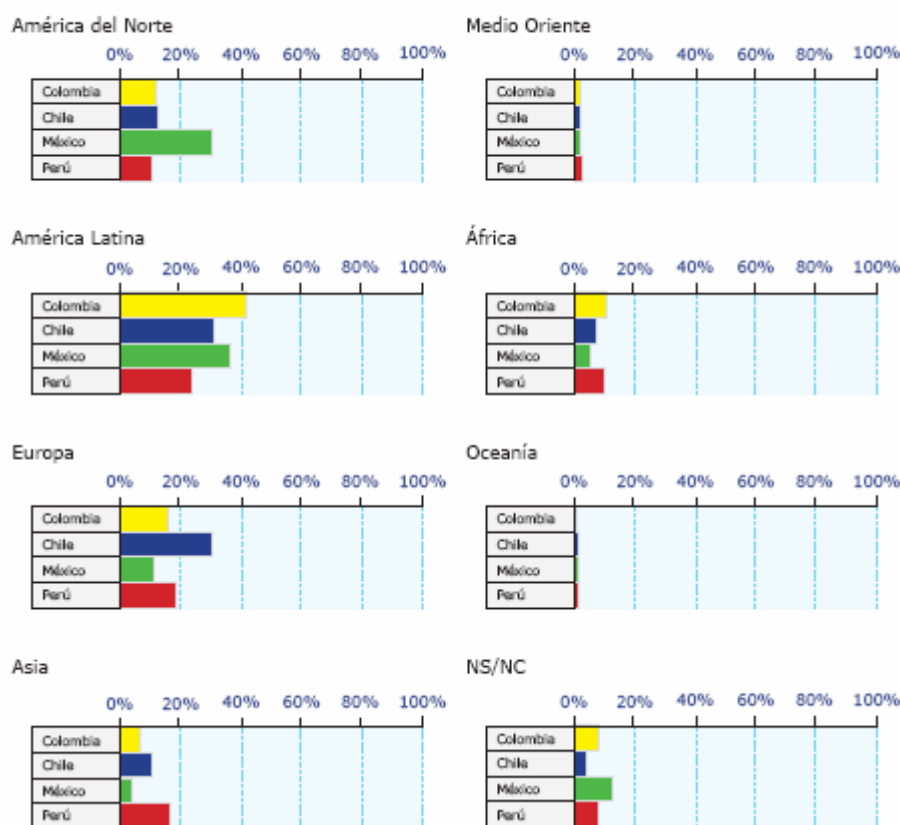 América del Norte
0% 20% 40% 60% 80% 100%
Colombia
Chile
México
Perú
Medio Oriente
0% 20% 40% 60% 80% 100%
Colombia
Chile
México
Perú
América Latina
0% 20% 40% 60% 80% 100%
Colombia
Chile
México
Perú
África
0% 20% 40% 60% 80% 100%
Colombia
Chile
México
Perú
Europa
0% 20% 40% 60% 80% 100%
Colombia
Chile
México
Perú
Oceanía
0% 20% 40% 60% 80% 100%
Colombia
Chile
México
Perú
Asia
0% 20% 40% 60% 80% 100%
Colombia
Chile
México
Perú
NS/NC
0% 20% 40% 60% 80% 100%
Colombia
Chile
México
Perú